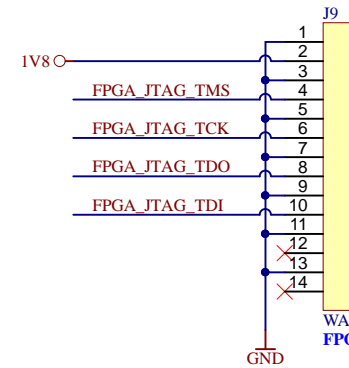 J9
1
1V8
2
3
FPGA_JTAG_TMS
4
5
FPGA_JTAG_TCK
6
7
FPGA_JTAG_TDO
8
9
FPGA_JTAG_TDI
10
11
12
13
14
WA
FPG
GND